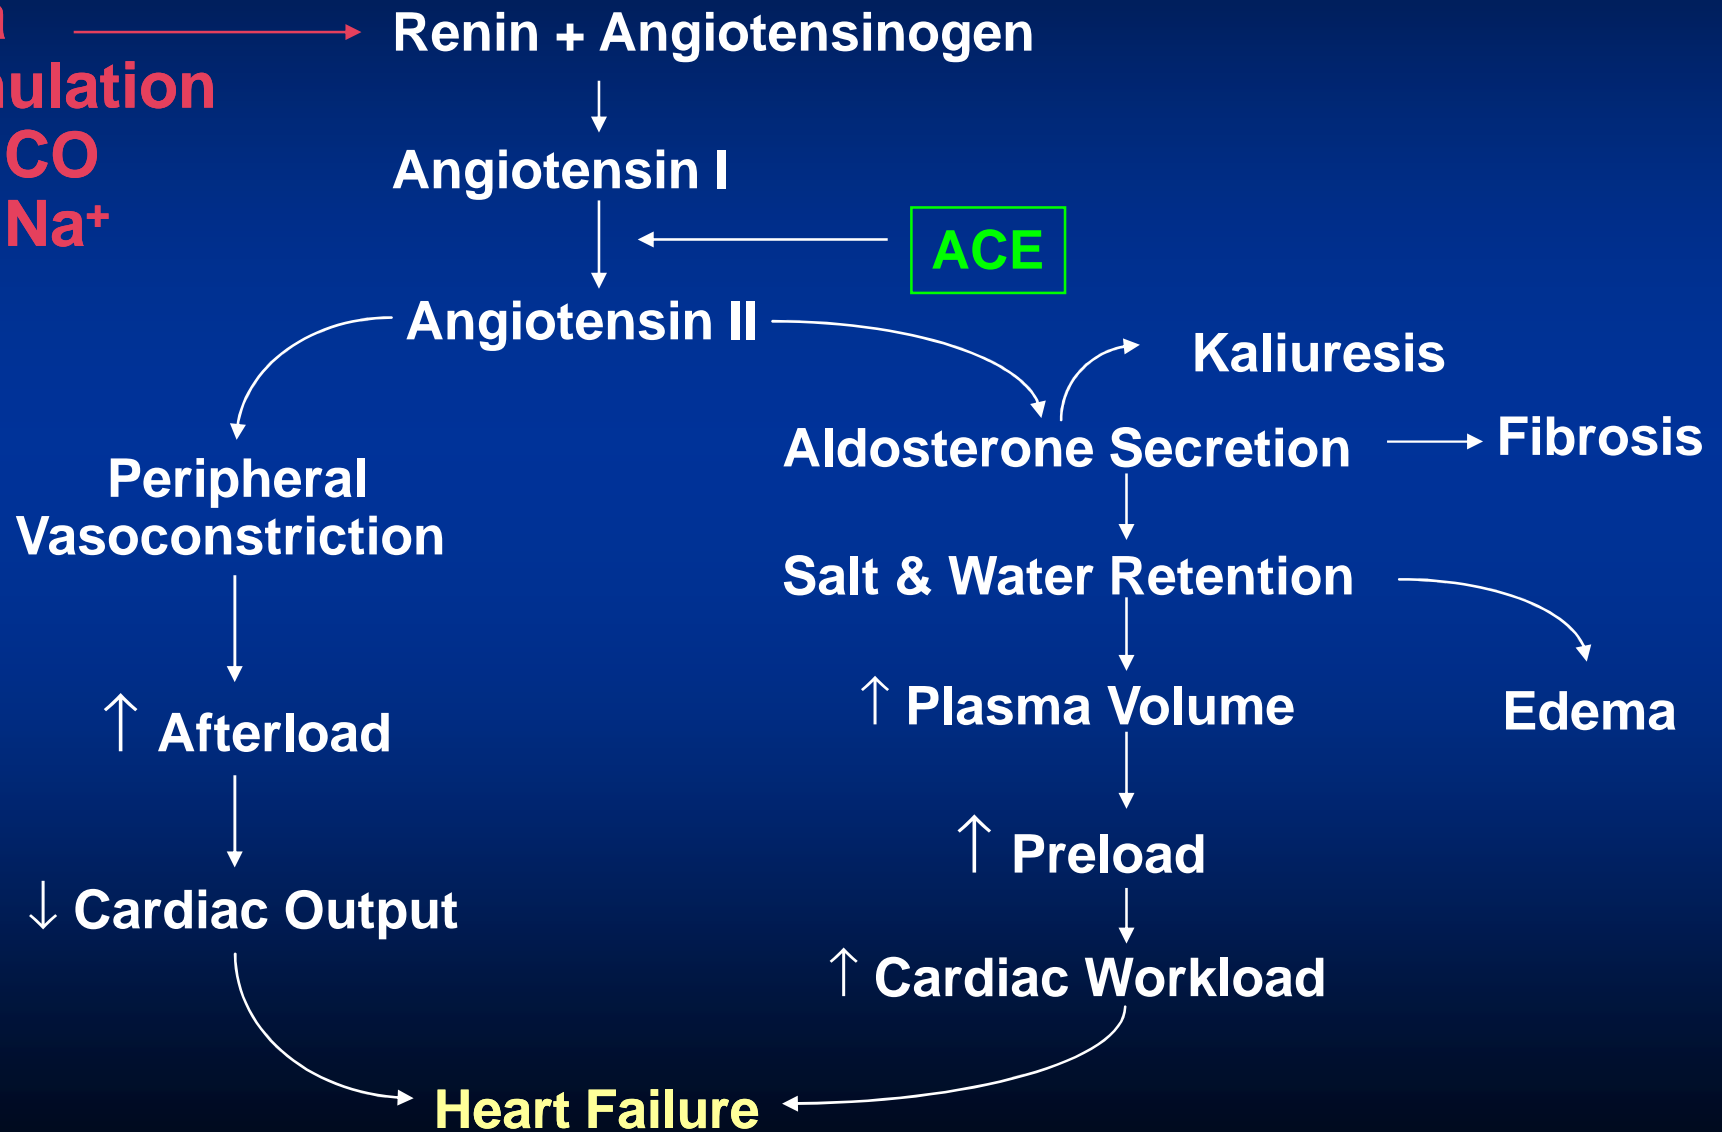 Renin + Angiotensinogen
CO
Na⁺
Angiotensin I
ACE
Angiotensin II
Kaliuresis
Aldosterone Secretion
Fibrosis
Peripheral
Vasoconstriction
Salt & Water Retention
↑ Afterload
↑ Plasma Volume
Edema
↑ Preload
↓ Cardiac Output
↑ Cardiac Workload
Heart Failure